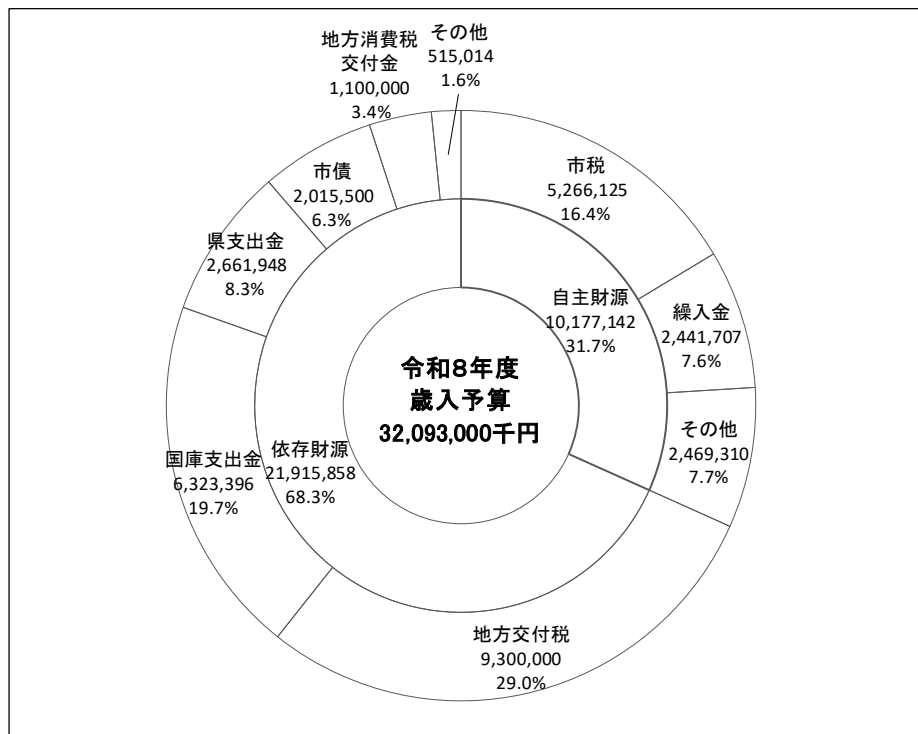 令和8年度
歳入予算
32,093,000千円
自主財源
10,177,142
31.7%
依存財源
21,915,858
68.3%
市税
5,266,125
16.4%
繰入金
2,441,707
7.6%
その他
2,469,310
7.7%
地方交付税
9,300,000
29.0%
国庫支出金
6,323,396
19.7%
県支出金
2,661,948
8.3%
市債
2,015,500
6.3%
地方消費税
交付金
1,100,000
3.4%
その他
515,014
1.6%